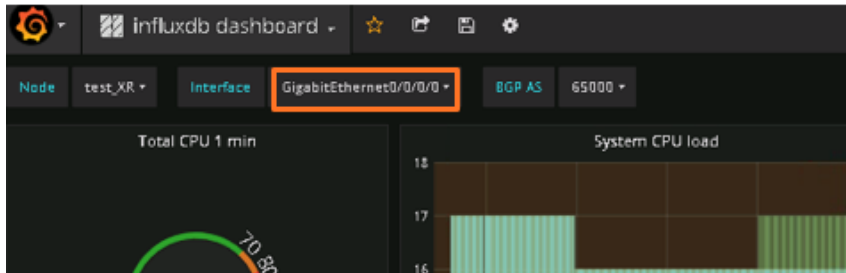 influxdb dashboard
Node test_XR Interface GigabitEthernet0/0/0/0 BGP AS 65000
Total CPU 1 min
System CPU load
18
17
16
70 80